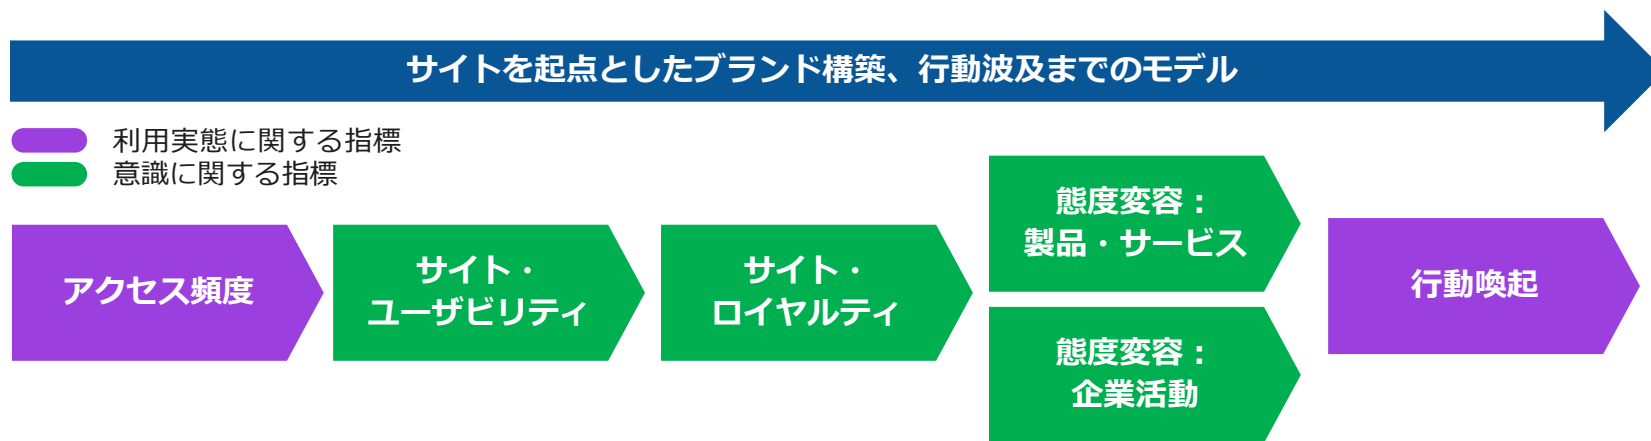 サイトを起点としたブランド構築、行動波及までのモデル
利用実態に関する指標
意識に関する指標
アクセス頻度
サイト・
ユーザビリティ
サイト・
ロイヤルティ
態度変容：
製品・サービス
態度変容：
企業活動
行動喚起